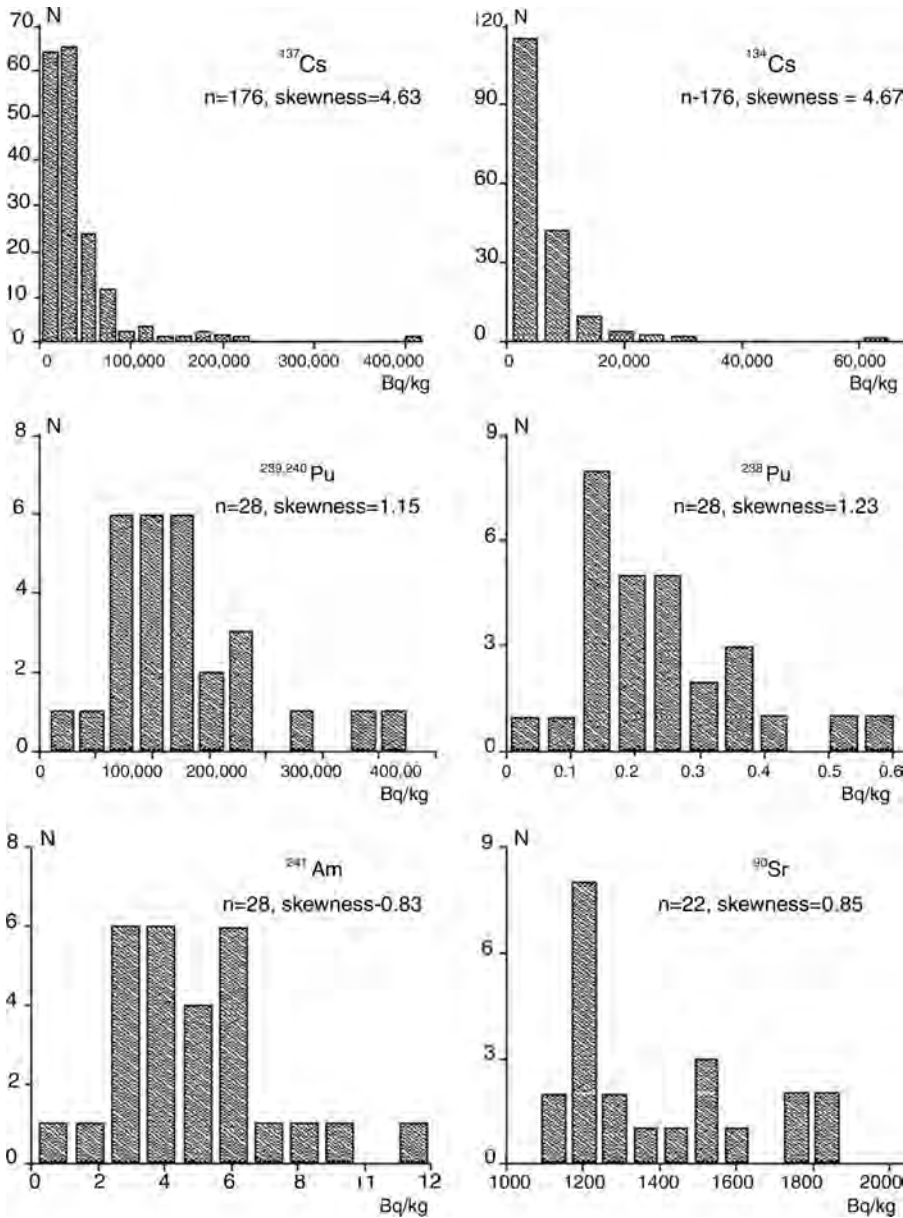 N
70
60
50
40
30
20
10
0
137Cs
n=176, skewness=4.63
0 100,000 200,000 300,000 400,000
Bq/kg
N
120
90
60
30
0
134Cs
n-176, skewness = 4.67
0 20,000 40,000 60,000
Bq/kg
N
8
6
4
2
0
239,240Pu
n=28, skewness=1.15
0 100,000 200,000 300,000 400,00
Bq/kg
N
9
6
3
0
238Pu
n=28, skewness=1.23
0 0.1 0.2 0.3 0.4 0.5 0.6
Bq/kg
N
8
6
4
2
0
241Am
n=28, skewness-0.83
0 2 4 6 8 10 12
Bq/kg
N
9
6
3
0
90Sr
n=22, skewness=0.85
1000 1200 1400 1600 1800 2000
Bq/kg